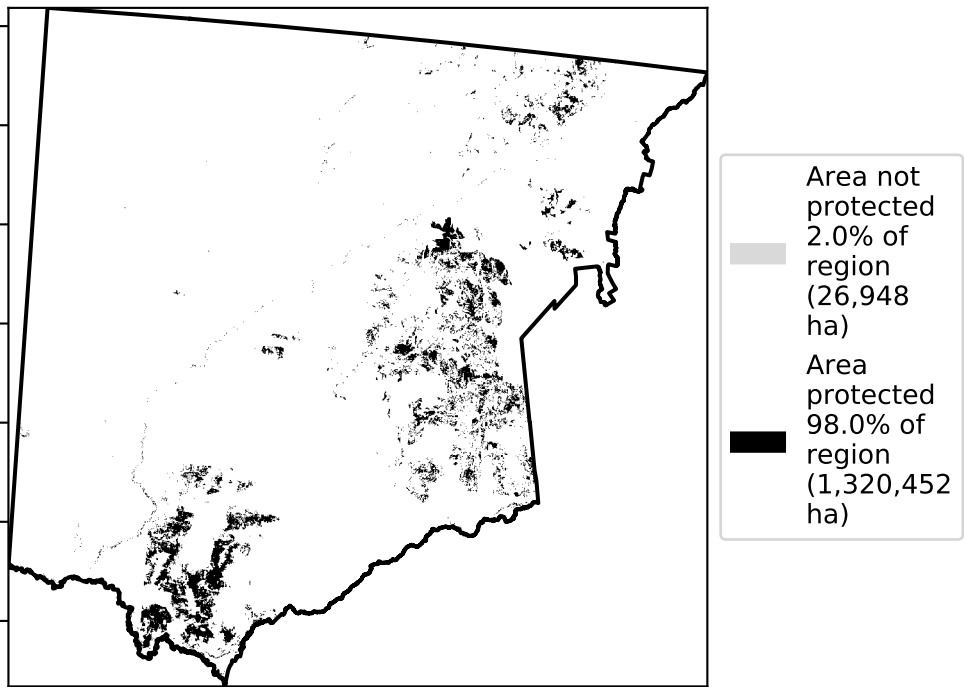 Area not
protected
2.0% of
region
(26,948
ha)
Area
protected
98.0% of
region
(1,320,452
ha)